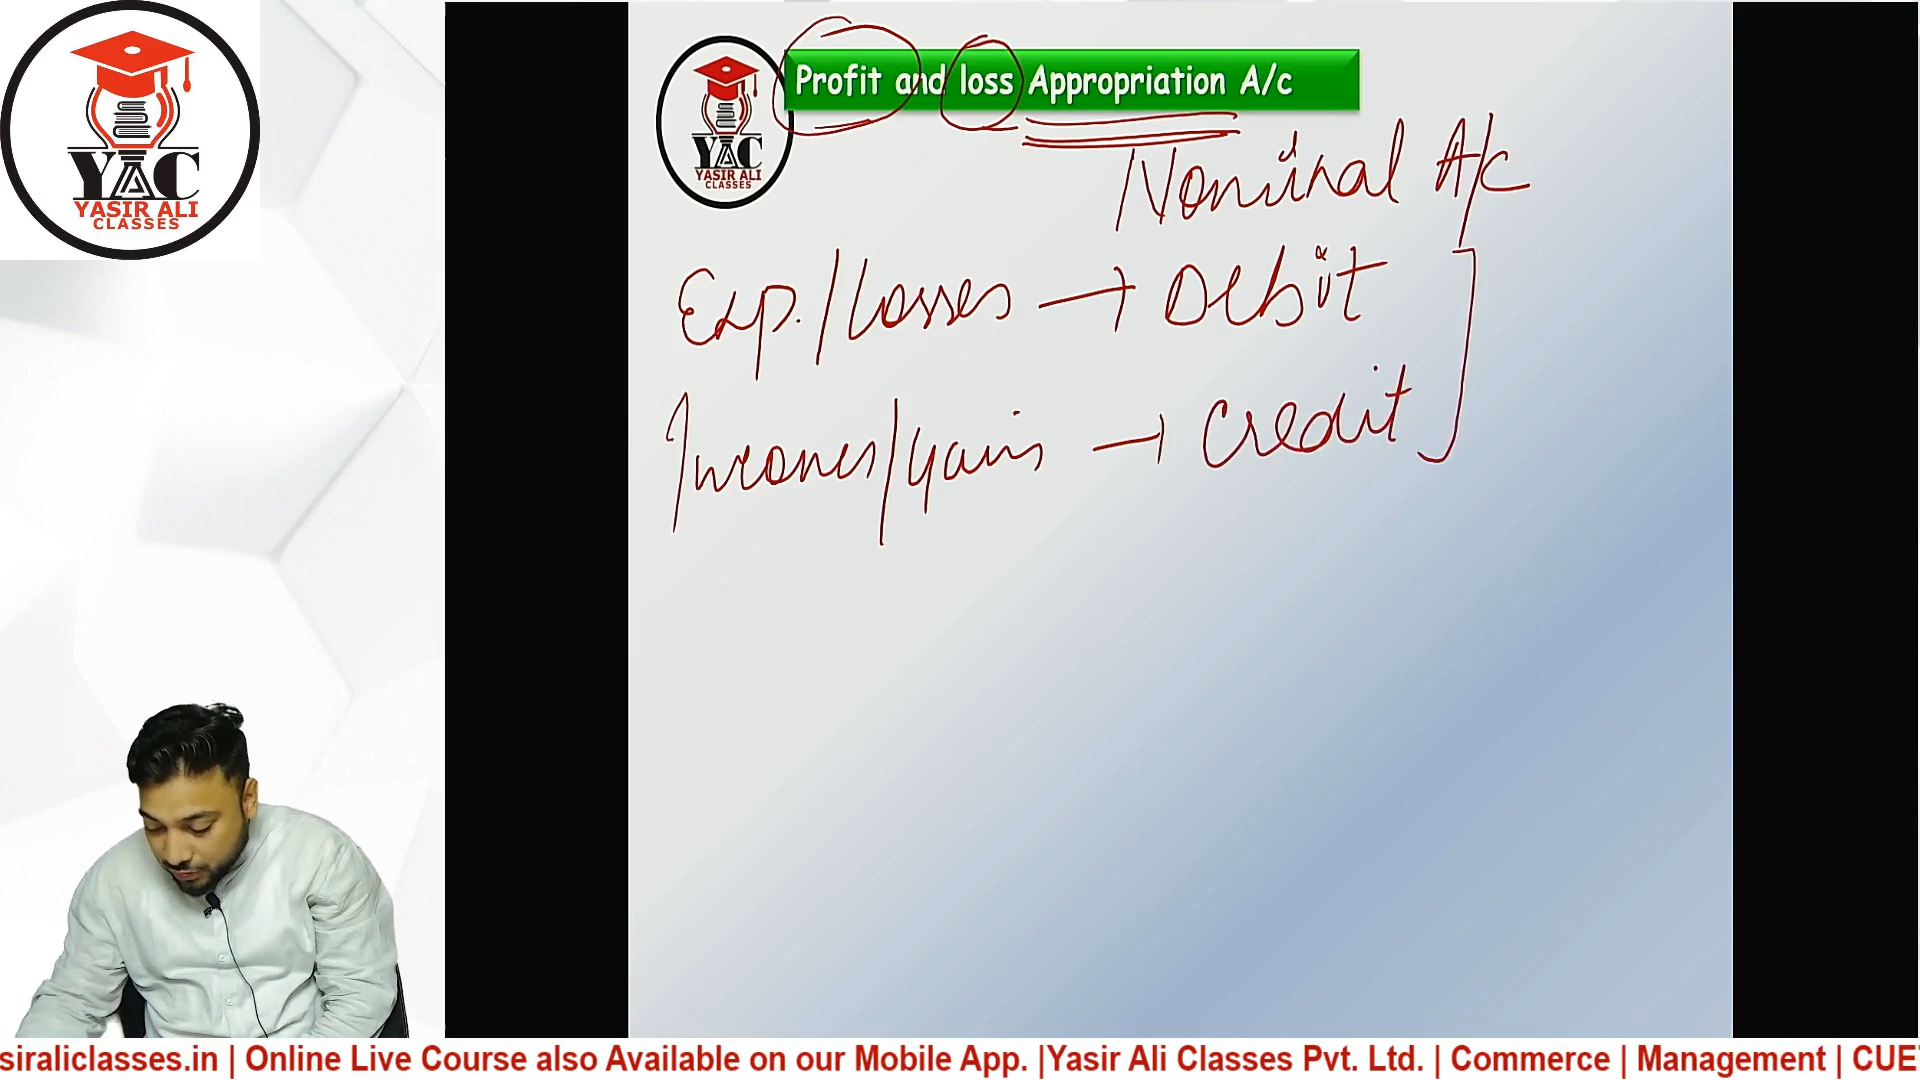 YAC
YASIR ALI
CLASSES
YAC
YASIR ALI
CLASSES
Profit and loss Appropriation A/c
Nominal A/c
Exp./Losses → Debit
Incomes/gains → Credit
siraliclasses.in | Online Live Course also Available on our Mobile App. |Yasir Ali Classes Pvt. Ltd. | Commerce | Management | CUE